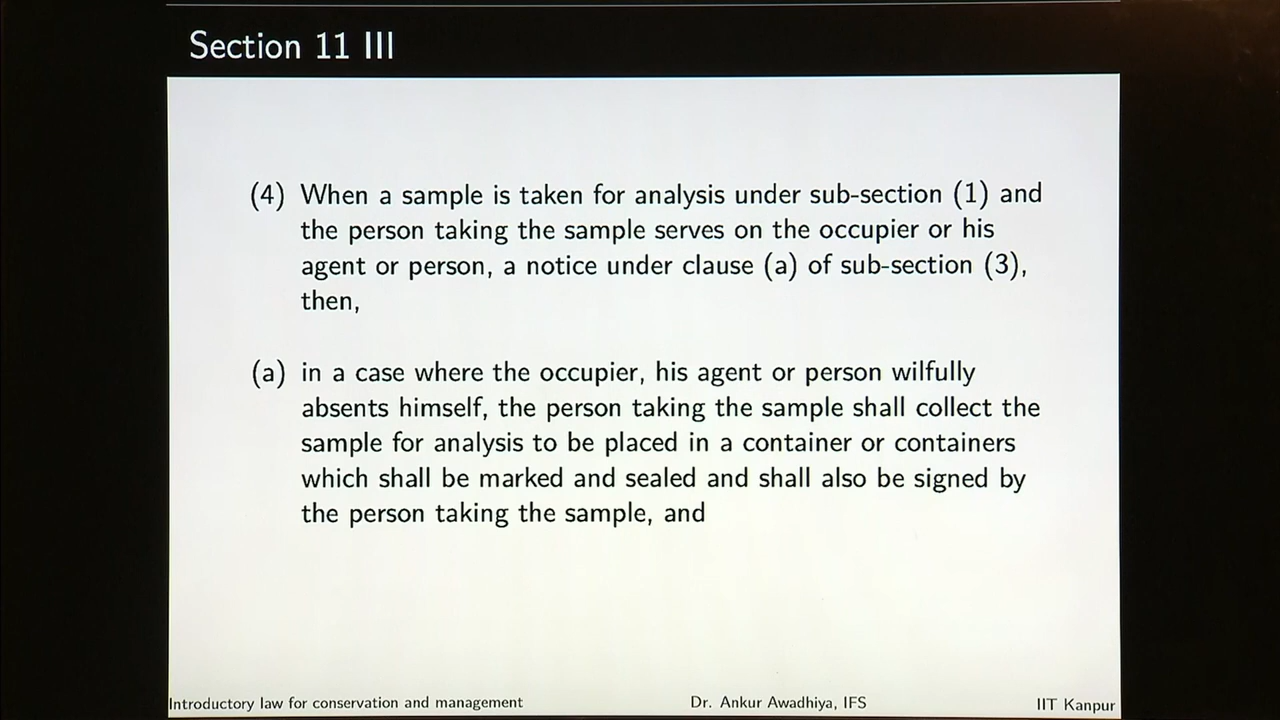 Section 11 III
(4) When a sample is taken for analysis under sub-section (1) and
the person taking the sample serves on the occupier or his
agent or person, a notice under clause (a) of sub-section (3),
then,
(a) in a case where the occupier, his agent or person wilfully
absents himself, the person taking the sample shall collect the
sample for analysis to be placed in a container or containers
which shall be marked and sealed and shall also be signed by
the person taking the sample, and
Introductory law for conservation and management Dr. Ankur Awadhiya, IFS IIT Kanpur